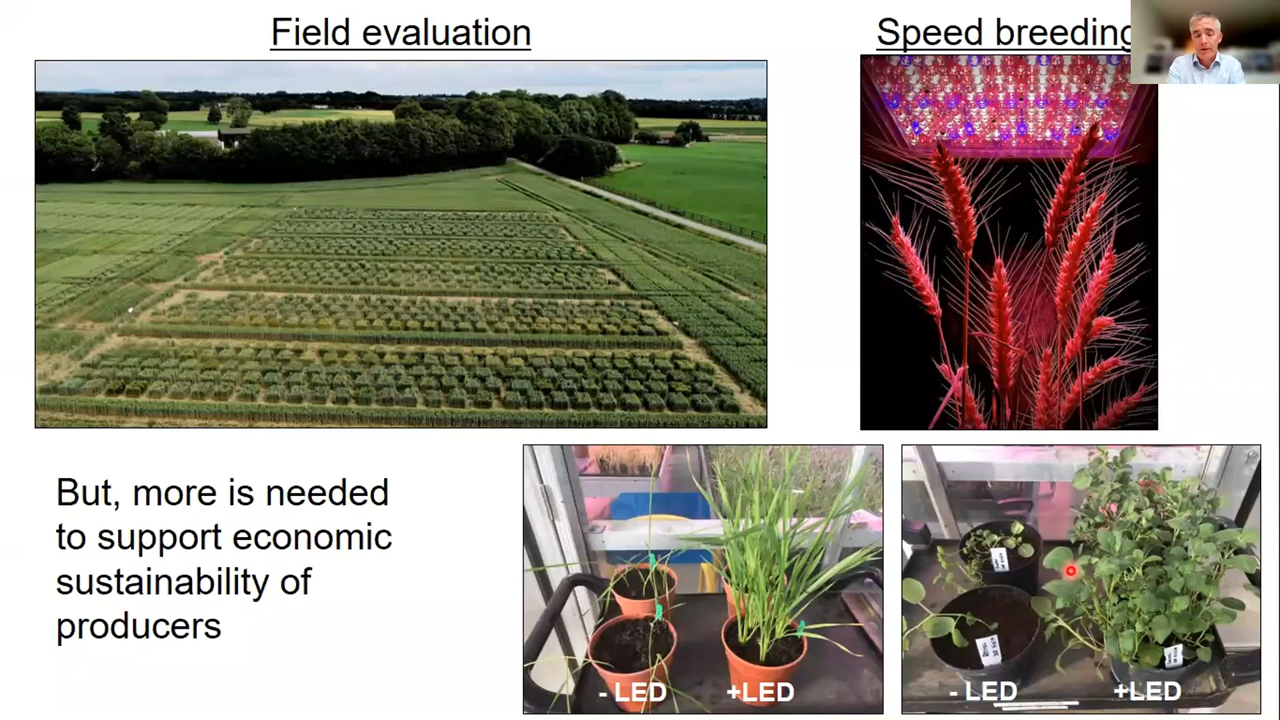 Field evaluation
Speed breeding
But, more is needed
to support economic
sustainability of
producers
- LED
+LED
- LED
+LED